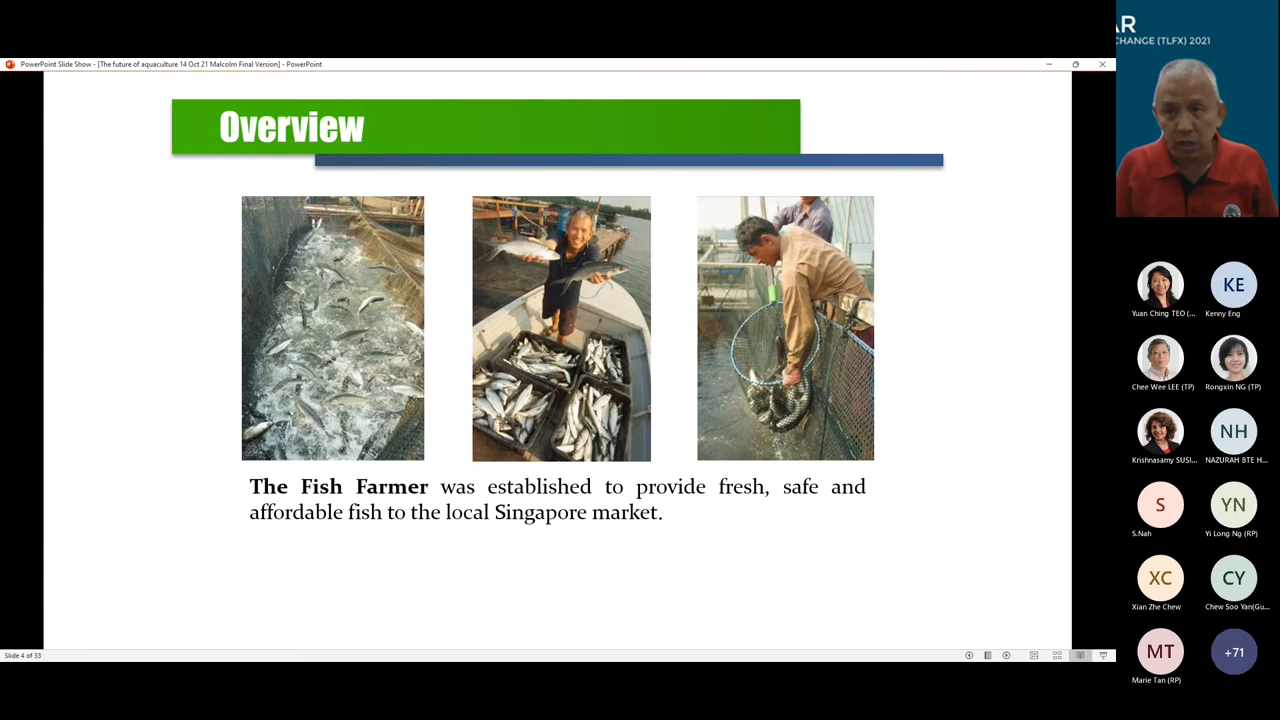 AR
CHANGE (TLFX) 2021
PowerPoint Slide Show - [The future of aquaculture 14 Oct 21 Malcolm Final Version] - PowerPoint
Overview
The Fish Farmer was established to provide fresh, safe and
affordable fish to the local Singapore market.
Slide 4 of 33
Yuan Ching TEO (...
KE
Kenny Eng
Chee Wee LEE (TP)
Rongxin NG (TP)
Krishnasamy SUSI...
NH
NAZURAH BTE H...
S
S.Nah
YN
Yi Long Ng (RP)
XC
Xian Zhe Chew
CY
Chew Soo Yan(Gu...
MT
Marie Tan (RP)
+71